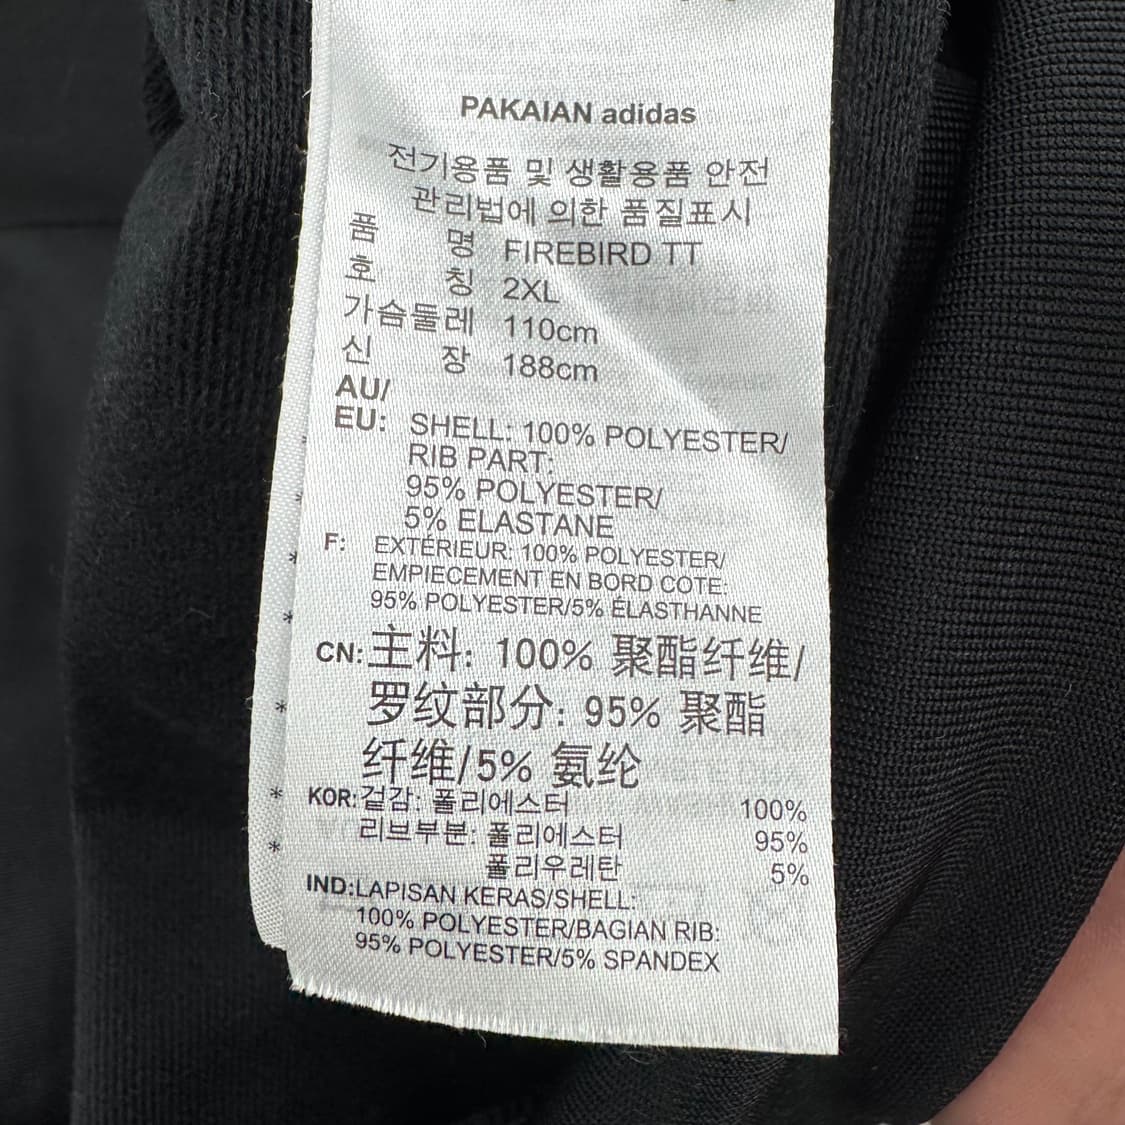 PAKAIAN adidas
전기용품 및 생활용품 안전
관리법에 의한 품질표시
품 명 FIREBIRD TT
호 칭 2XL
가슴둘레 110cm
신 장 188cm
AU/
EU: SHELL: 100% POLYESTER/
RIB PART:
95% POLYESTER/
5% ELASTANE
F: EXTÉRIEUR: 100% POLYESTER/
EMPIECEMENT EN BORD COTE:
95% POLYESTER/5% ÉLASTHANNE
CN: 主料: 100% 聚酯纤维/
罗纹部分: 95% 聚酯
纤维/5% 氨纶
KOR: 겉감: 폴리에스터 100%
리브부분: 폴리에스터 95%
폴리우레탄 5%
IND: LAPISAN KERAS/SHELL:
100% POLYESTER/BAGIAN RIB:
95% POLYESTER/5% SPANDEX